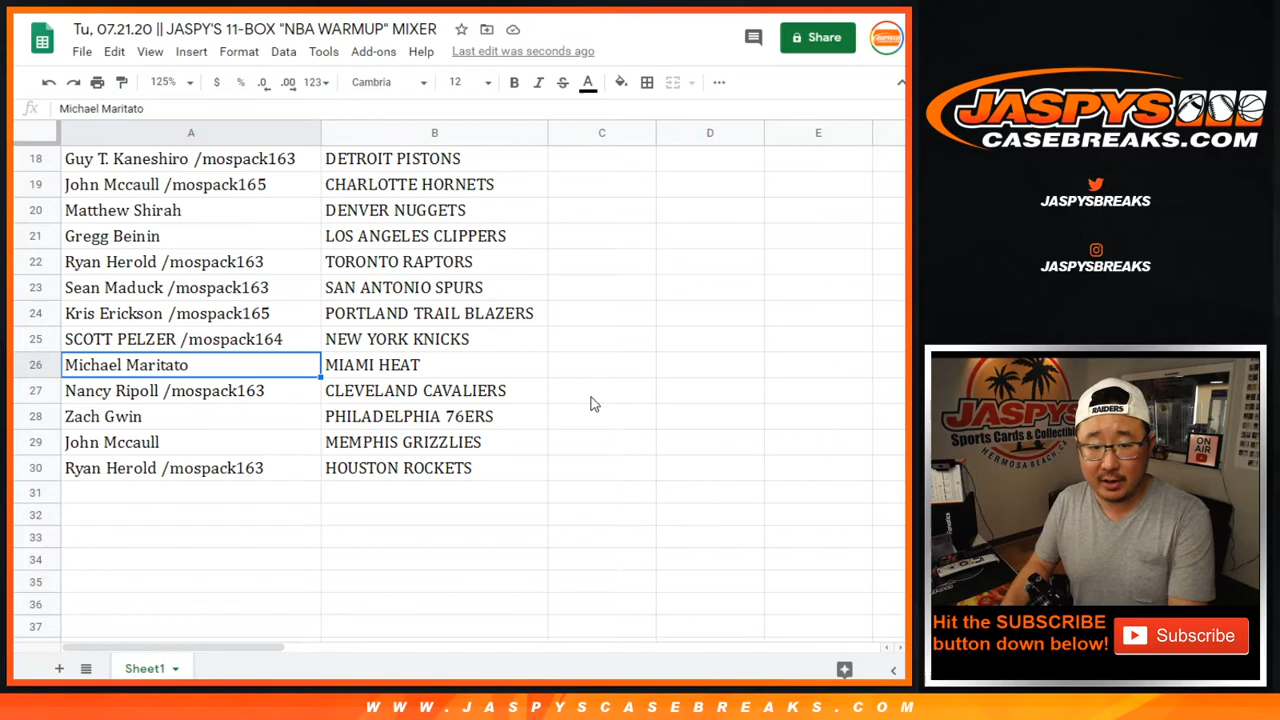 Tu, 07.21.20 || JASPY'S 11-BOX "NBA WARMUP" MIXER
File Edit View Insert Format Data Tools Add-ons Help Last edit was seconds ago
Share
125% $ % .0 .00 123 Cambria 12 B I S A
fx Michael Maritato
A B C D E
18 Guy T. Kaneshiro /mospack163 DETROIT PISTONS
19 John Mccaull /mospack165 CHARLOTTE HORNETS
20 Matthew Shirah DENVER NUGGETS
21 Gregg Beinin LOS ANGELES CLIPPERS
22 Ryan Herold /mospack163 TORONTO RAPTORS
23 Sean Maduck /mospack163 SAN ANTONIO SPURS
24 Kris Erickson /mospack165 PORTLAND TRAIL BLAZERS
25 SCOTT PELZER /mospack164 NEW YORK KNICKS
26 Michael Maritato MIAMI HEAT
27 Nancy Ripoll /mospack163 CLEVELAND CAVALIERS
28 Zach Gwin PHILADELPHIA 76ERS
29 John Mccaull MEMPHIS GRIZZLIES
30 Ryan Herold /mospack163 HOUSTON ROCKETS
31
32
33
34
35
36
37
Sheet1
JASPYS
CASEBREAKS.COM
JASPYSBREAKS
JASPYSBREAKS
JASPYS
Sports Cards & Collectibles
HERMOSA BEACH, CA
RAIDERS
ON
AIR
Hit the SUBSCRIBE
button down below!
Subscribe
WWW.JASPYSCASEBREAKS.COM